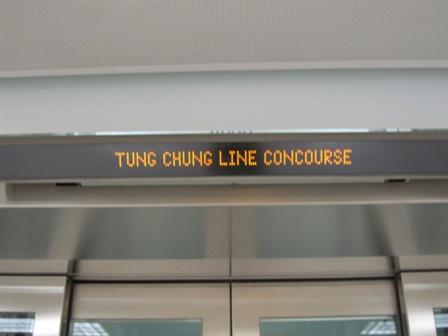 TUNG CHUNG LINE CONCOURSE